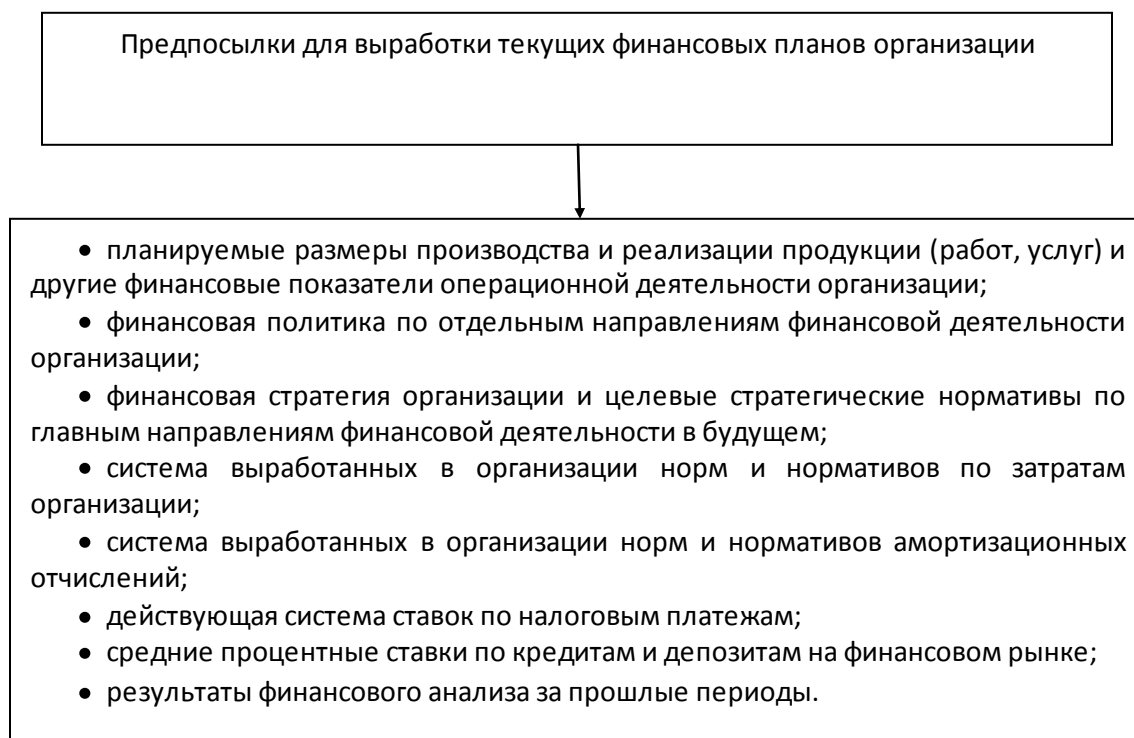 Предпосылки для выработки текущих финансовых планов организации
• планируемые размеры производства и реализации продукции (работ, услуг) и
другие финансовые показатели операционной деятельности организации;
• финансовая политика по отдельным направлениям финансовой деятельности
организации;
• финансовая стратегия организации и целевые стратегические нормативы по
главным направлениям финансовой деятельности в будущем;
• система выработанных в организации норм и нормативов по затратам
организации;
• система выработанных в организации норм и нормативов амортизационных
отчислений;
• действующая система ставок по налоговым платежам;
• средние процентные ставки по кредитам и депозитам на финансовом рынке;
• результаты финансового анализа за прошлые периоды.